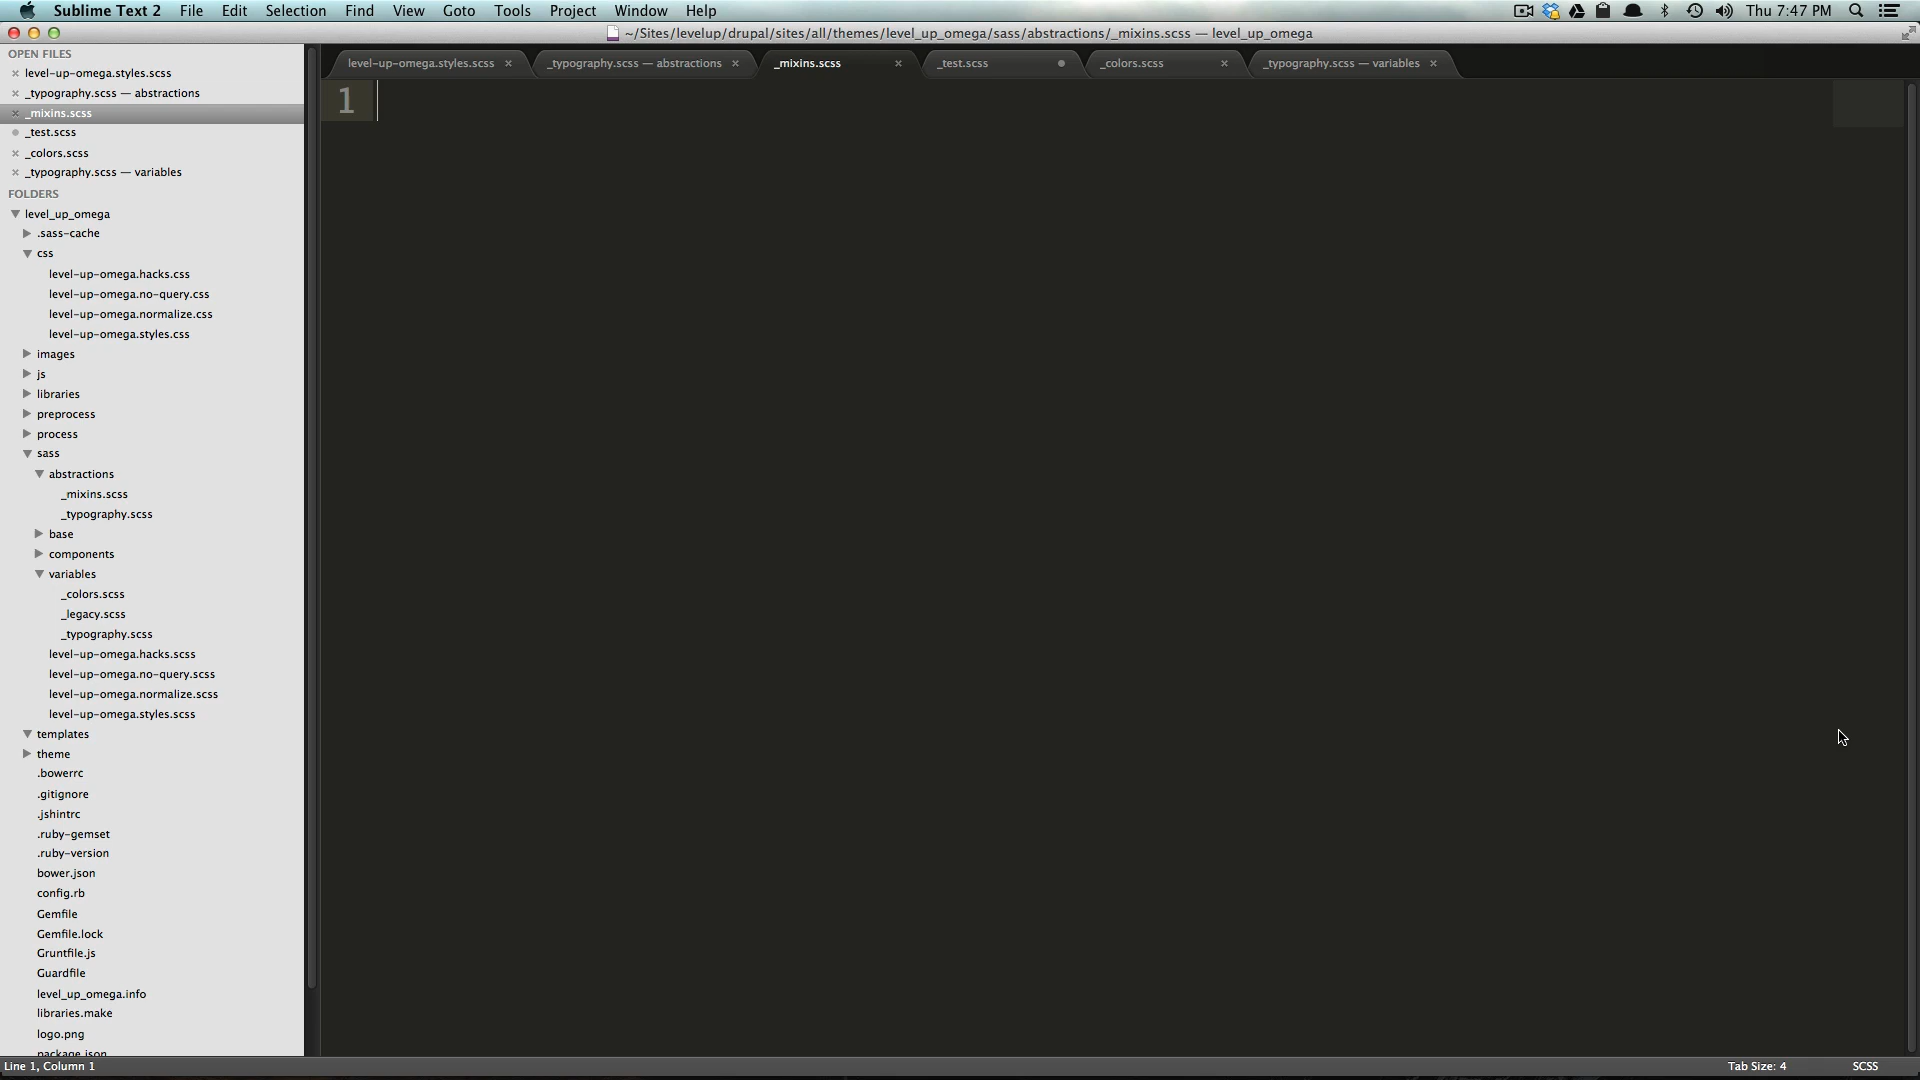 Sublime Text 2 File Edit Selection Find View Goto Tools Project Window Help Thu 7:47 PM
~/Sites/levelup/drupal/sites/all/themes/level_up_omega/sass/abstractions/_mixins.scss — level_up_omega
OPEN FILES
level-up-omega.styles.scss
_typography.scss — abstractions
_mixins.scss
_test.scss
_colors.scss
_typography.scss — variables
FOLDERS
level_up_omega
.sass-cache
css
level-up-omega.hacks.css
level-up-omega.no-query.css
level-up-omega.normalize.css
level-up-omega.styles.css
images
js
libraries
preprocess
process
sass
abstractions
_mixins.scss
_typography.scss
base
components
variables
_colors.scss
_legacy.scss
_typography.scss
level-up-omega.hacks.scss
level-up-omega.no-query.scss
level-up-omega.normalize.scss
level-up-omega.styles.scss
templates
theme
.bowerrc
.gitignore
.jshintrc
.ruby-gemset
.ruby-version
bower.json
config.rb
Gemfile
Gemfile.lock
Gruntfile.js
Guardfile
level_up_omega.info
libraries.make
logo.png
package.json
level-up-omega.styles.scss _typography.scss — abstractions _mixins.scss _test.scss _colors.scss _typography.scss — variables
1
Line 1, Column 1 Tab Size: 4 SCSS